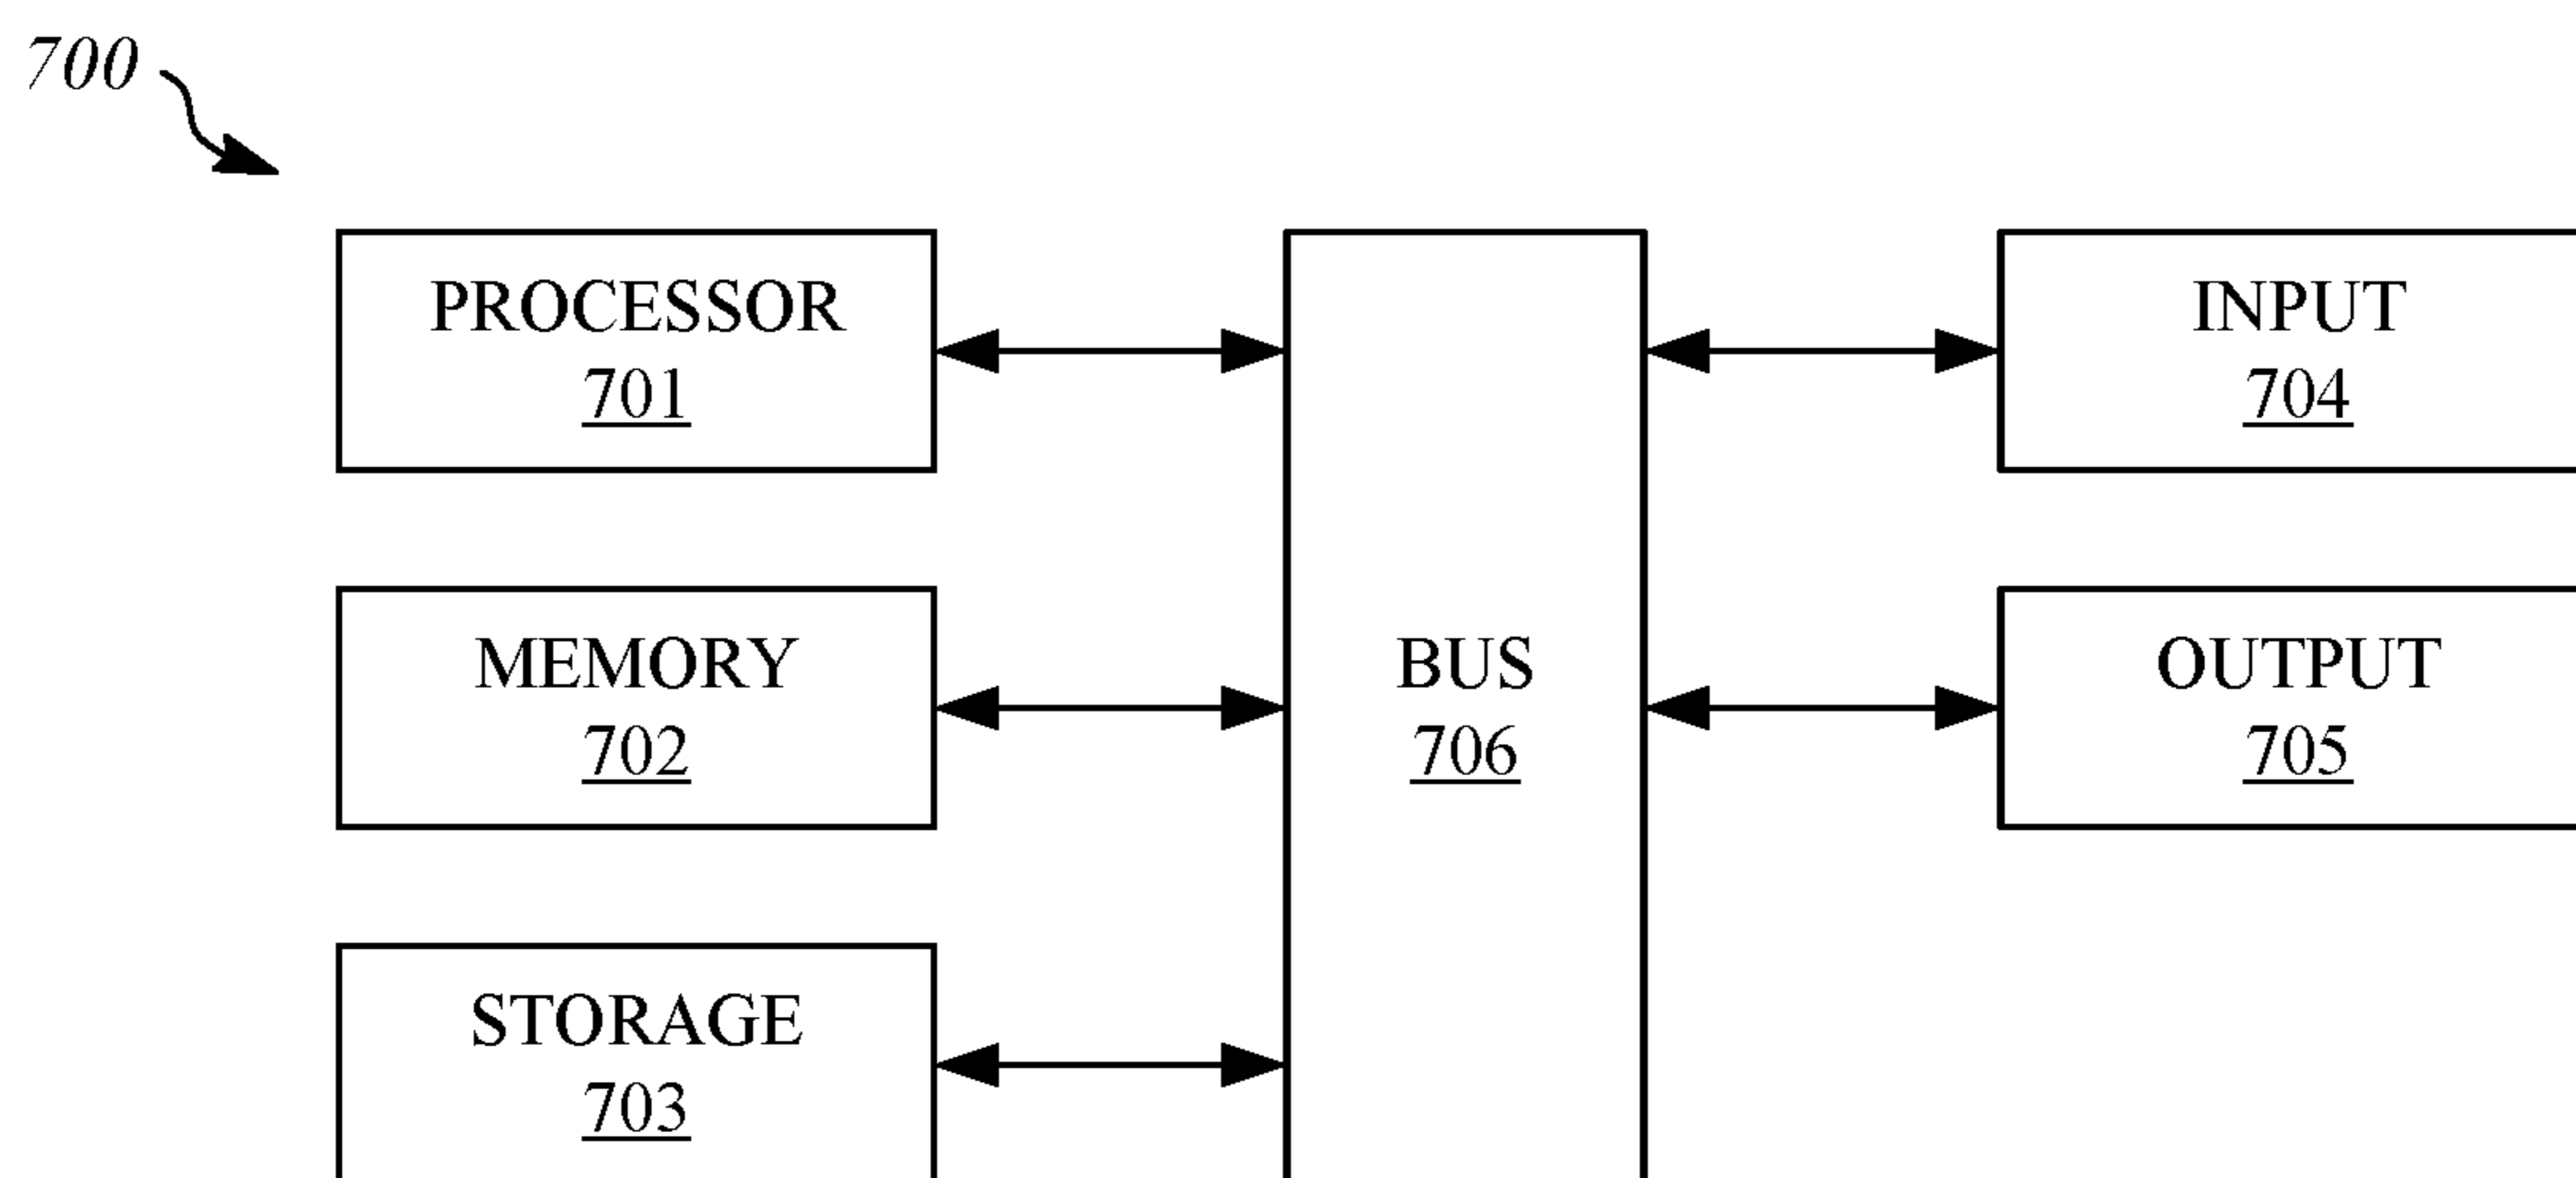 700
PROCESSOR
701
BUS
706
INPUT
704
MEMORY
702
OUTPUT
705
STORAGE
703